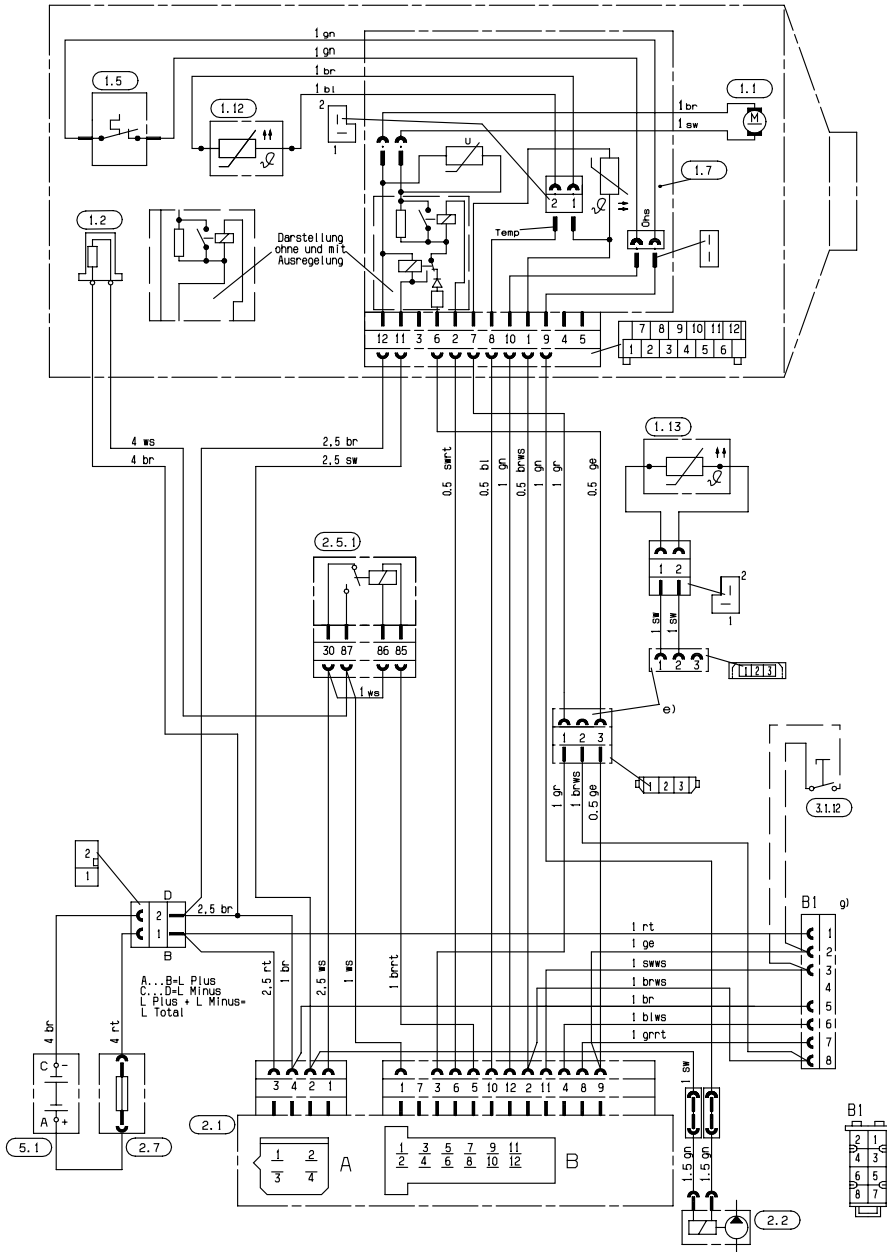 1 gn
1 gn
1 br
1 bl
1.5
1.12
2
1
1.1
1 br
1 sw
M
U
1.7
1.2
2 1
Temp
Ohs
Darstellung
ohne und mit
Ausregelung
12 11 3 6 2 7 8 10 1 9 4 5
7 8 9 10 11 12
1 2 3 4 5 6
4 ws
4 br
2,5 br
2,5 sw
0.5 swrt
0.5 bl
1 gn
0.5 brws
1 gn
1 gr
0.5 ge
1.13
ϑ
1 2
2
1
1 sw
1 sw
1 2 3
1 2 3
2.5.1
30 87 86 85
1 ws
e)
1 2 3
1 2 3
1 gr
1 brws
0.5 ge
3.1.12
2
1
D
2 2,5 br
1
B
A...B=L Plus
C...D=L Minus
L Plus + L Minus=
L Total
2,5 rt
1 br
2,5 ws
1 ws
1 brrt
B1 g)
1 rt 1
1 ge 2
1 swws 3
4
1 brws
1 br 5
1 blws 6
1 grrt 7
8
4 br
4 rt
C -
A +
5.1
2.7
3 4 2 1
1 7 3 6 5 10 12 2 11 4 8 9
2.1
1 2
3 4
A
1 3 5 7 9 11
2 4 6 8 10 12
B
1 sw
1.5 gn
1.5 gn
2.2
B1
2 1
4 3
6 5
8 7